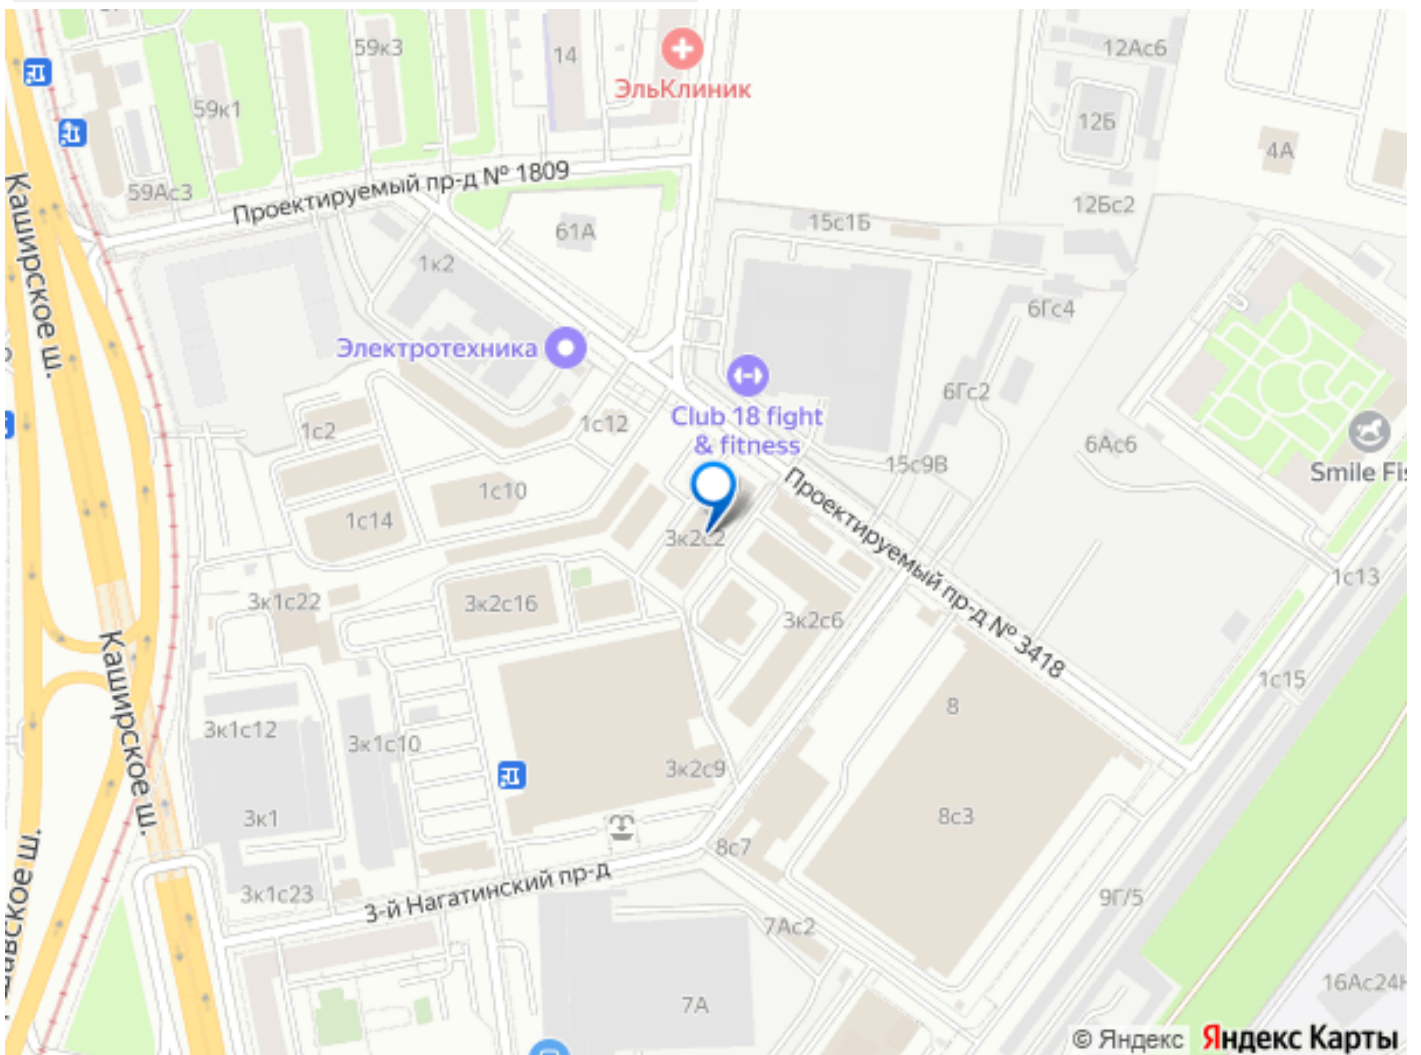 59к3
14
12Ас6
ЭльКлиник
59к1
12Б
4А
Проектируемый пр-д № 1809
59Ас3
12Бс2
Каширское ш.
61А
15с1Б
1к2
6Гс4
Электротехника
6Гс2
Club 18 fight
& fitness
1с2
1с12
6Ас6
15с9В
Smile Fis
1с10
1с14
Проектируемый пр-д № 3418
3к2с2
1с13
3к1с22
3к2с16
3к2с6
Каширское ш.
1с15
8
3к1с12
3к1с10
3к2с9
3к1
8с3
8с7
3-й Нагатинский пр-д
3к1с23
9Г/5
7Ас2
авское ш.
16Ас24Н
7А
© Яндекс Яндекс Карты